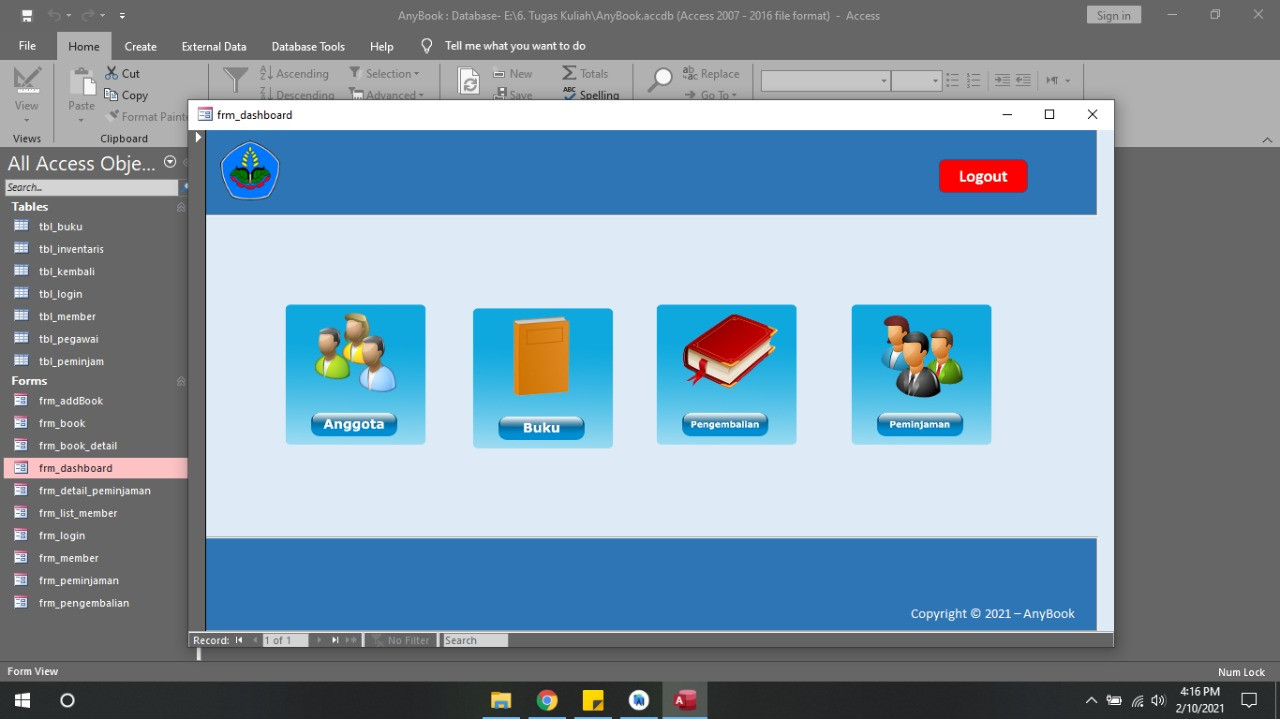 AnyBook : Database- E:\6. Tugas Kuliah\AnyBook.accdb (Access 2007 - 2016 file format) - Access
Sign in
File Home Create External Data Database Tools Help Tell me what you want to do
View
Views
Paste
Cut
Copy
Format Painte
Clipboard
Ascending
Descending
Selection
Advanced
New
Save
Totals
Spelling
Replace
Go To
All Access Obje...
Search...
Tables
tbl_buku
tbl_inventaris
tbl_kembali
tbl_login
tbl_member
tbl_pegawai
tbl_peminjam
Forms
frm_addBook
frm_book
frm_book_detail
frm_dashboard
frm_detail_peminjaman
frm_list_member
frm_login
frm_member
frm_peminjaman
frm_pengembalian
frm_dashboard
Logout
Anggota
Buku
Pengembalian
Peminjaman
Copyright © 2021 – AnyBook
Record: 1 of 1 No Filter Search
Form View
Num Lock
4:16 PM
2/10/2021